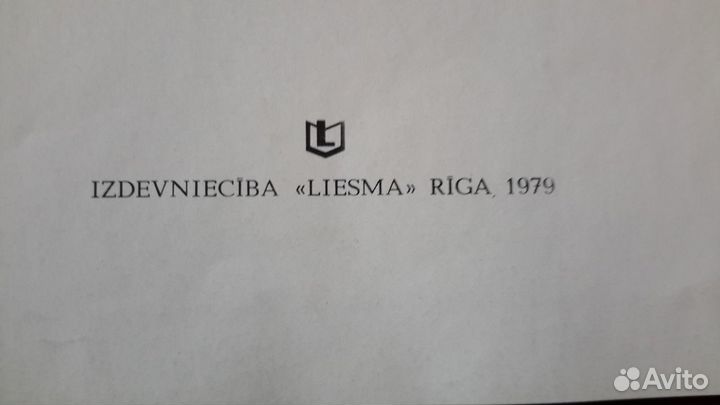 L
IZDEVNIECĪBA «LIESMA» RĪGA, 1979
Avito